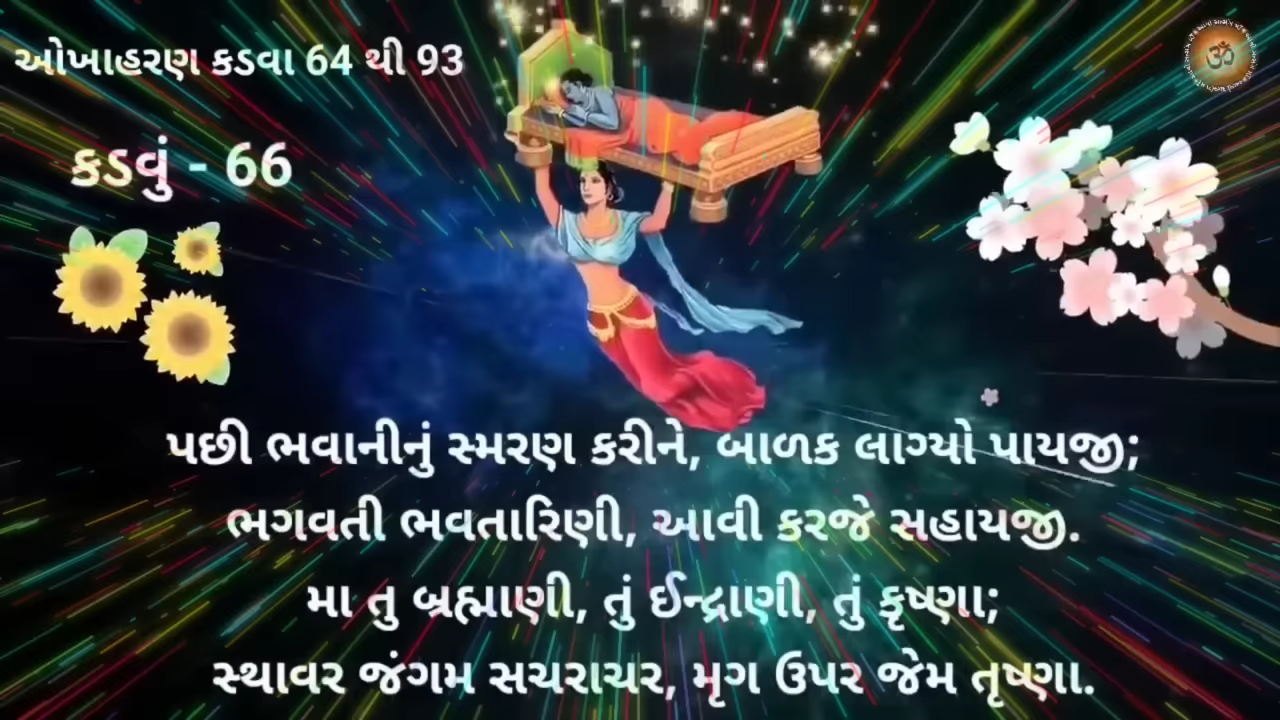 ઓખાહરણ કડવા 64 થી 93
કડવું - 66
ૐ
પછી ભવાનીનું સ્મરણ કરીને, બાળક લાગ્યો પાયજી;
ભગવતી ભવતારિણી, આવી કરજે સહાયજી.
મા તુ બ્રહ્માણી, તું ઈન્દ્રાણી, તું કૃષ્ણા;
સ્થાવર જંગમ સચરાચર, મૃગ ઉપર જેમ તૃષ્ણા.